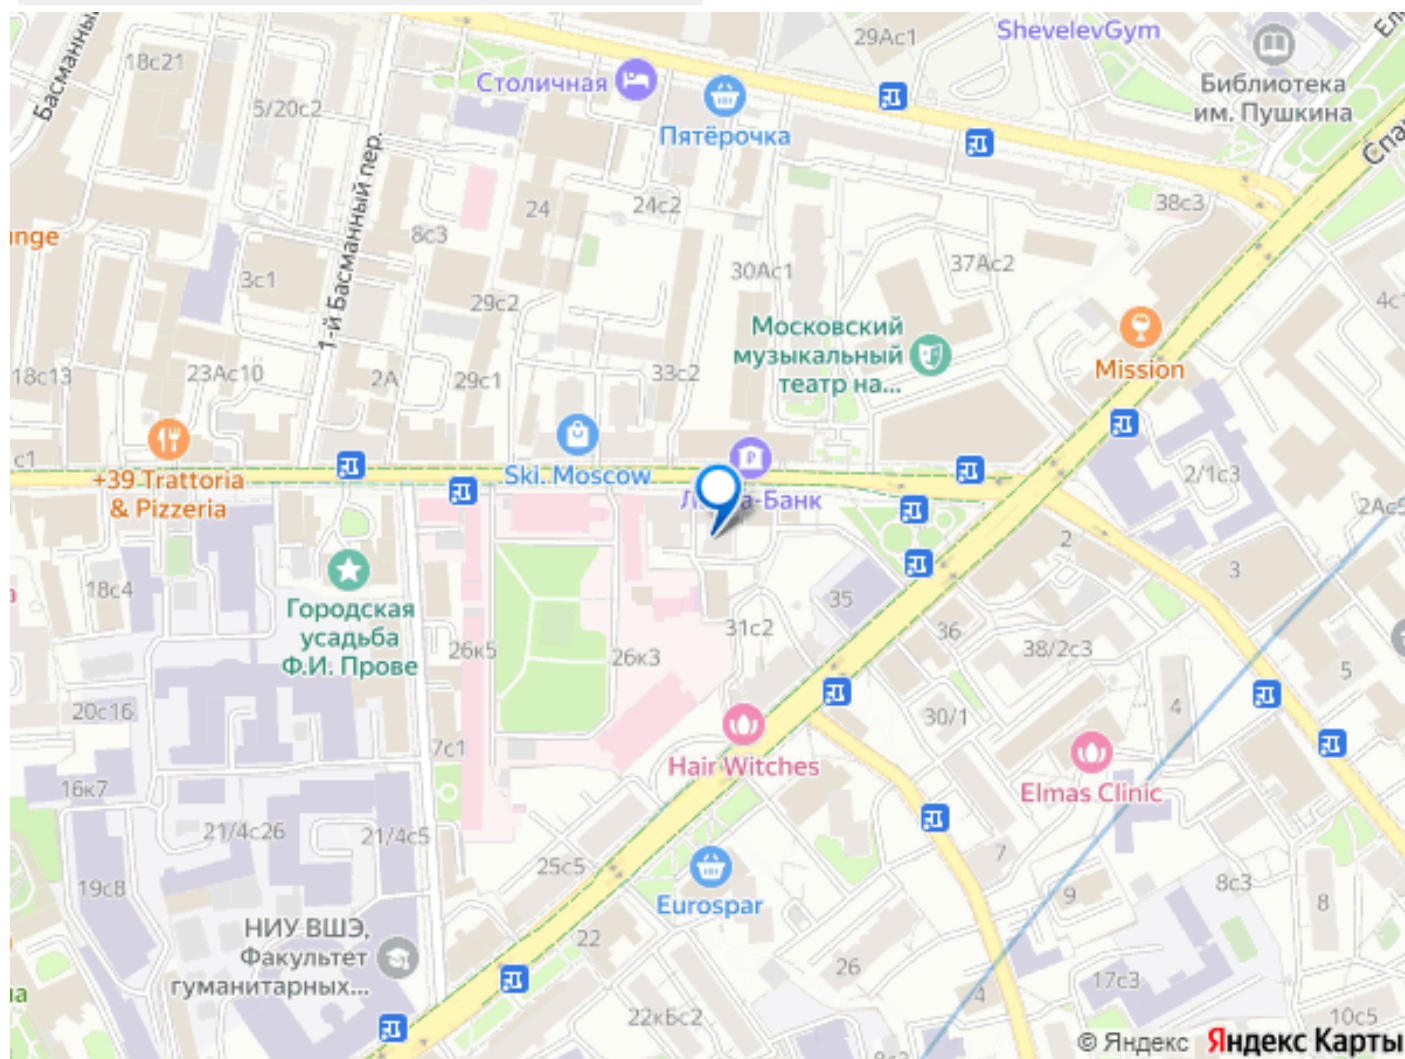 Басманный
18с21
5/20с2
Столичная
Пятёрочка
29Ас1
ShevelevGym
Библиотека
им. Пушкина
1-й Басманный пер.
24
24с2
8с3
38с3
3с1
29с2
30Ас1
37Ас2
Московский
музыкальный
театр на...
Mission
4с
18с13
23Ас10
2А
29с1
33с2
с1
+39 Trattoria
& Pizzeria
Ski. Moscow
-Банк
2/1с3
2Ас5
18с4
Городская
усадьба
Ф.И. Прове
26к5
26к3
31с2
35
2
3
36
38/2с3
5
20с16
7с1
30/1
4
Hair Witches
Elmas Clinic
16к7
21/4с26
21/4с5
25с5
7
19с8
Eurospar
9
8с3
8
НИУ ВШЭ,
Факультет
гуманитарных...
22
26
17с3
4
22кБс2
10с5
© Яндекс Яндекс Карты